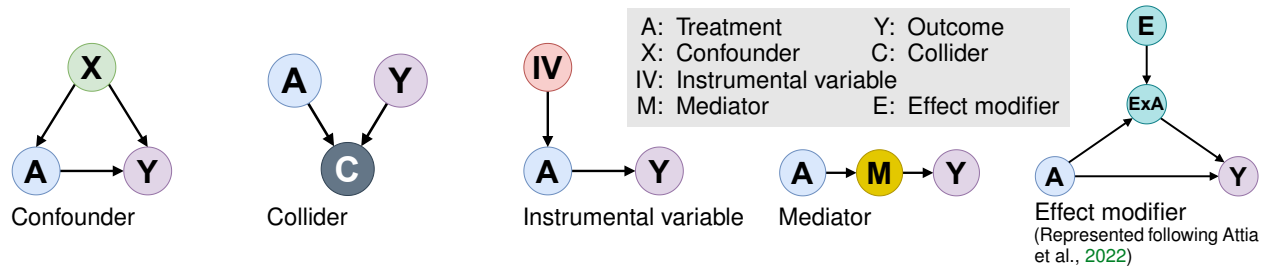 X
A
Y
Confounder
A
Y
C
Collider
IV
A
Y
Instrumental variable
A: Treatment Y: Outcome
X: Confounder C: Collider
IV: Instrumental variable
M: Mediator E: Effect modifier
A
M
Y
Mediator
E
ExA
A
Y
Effect modifier
(Represented following Attia
et al., 2022)